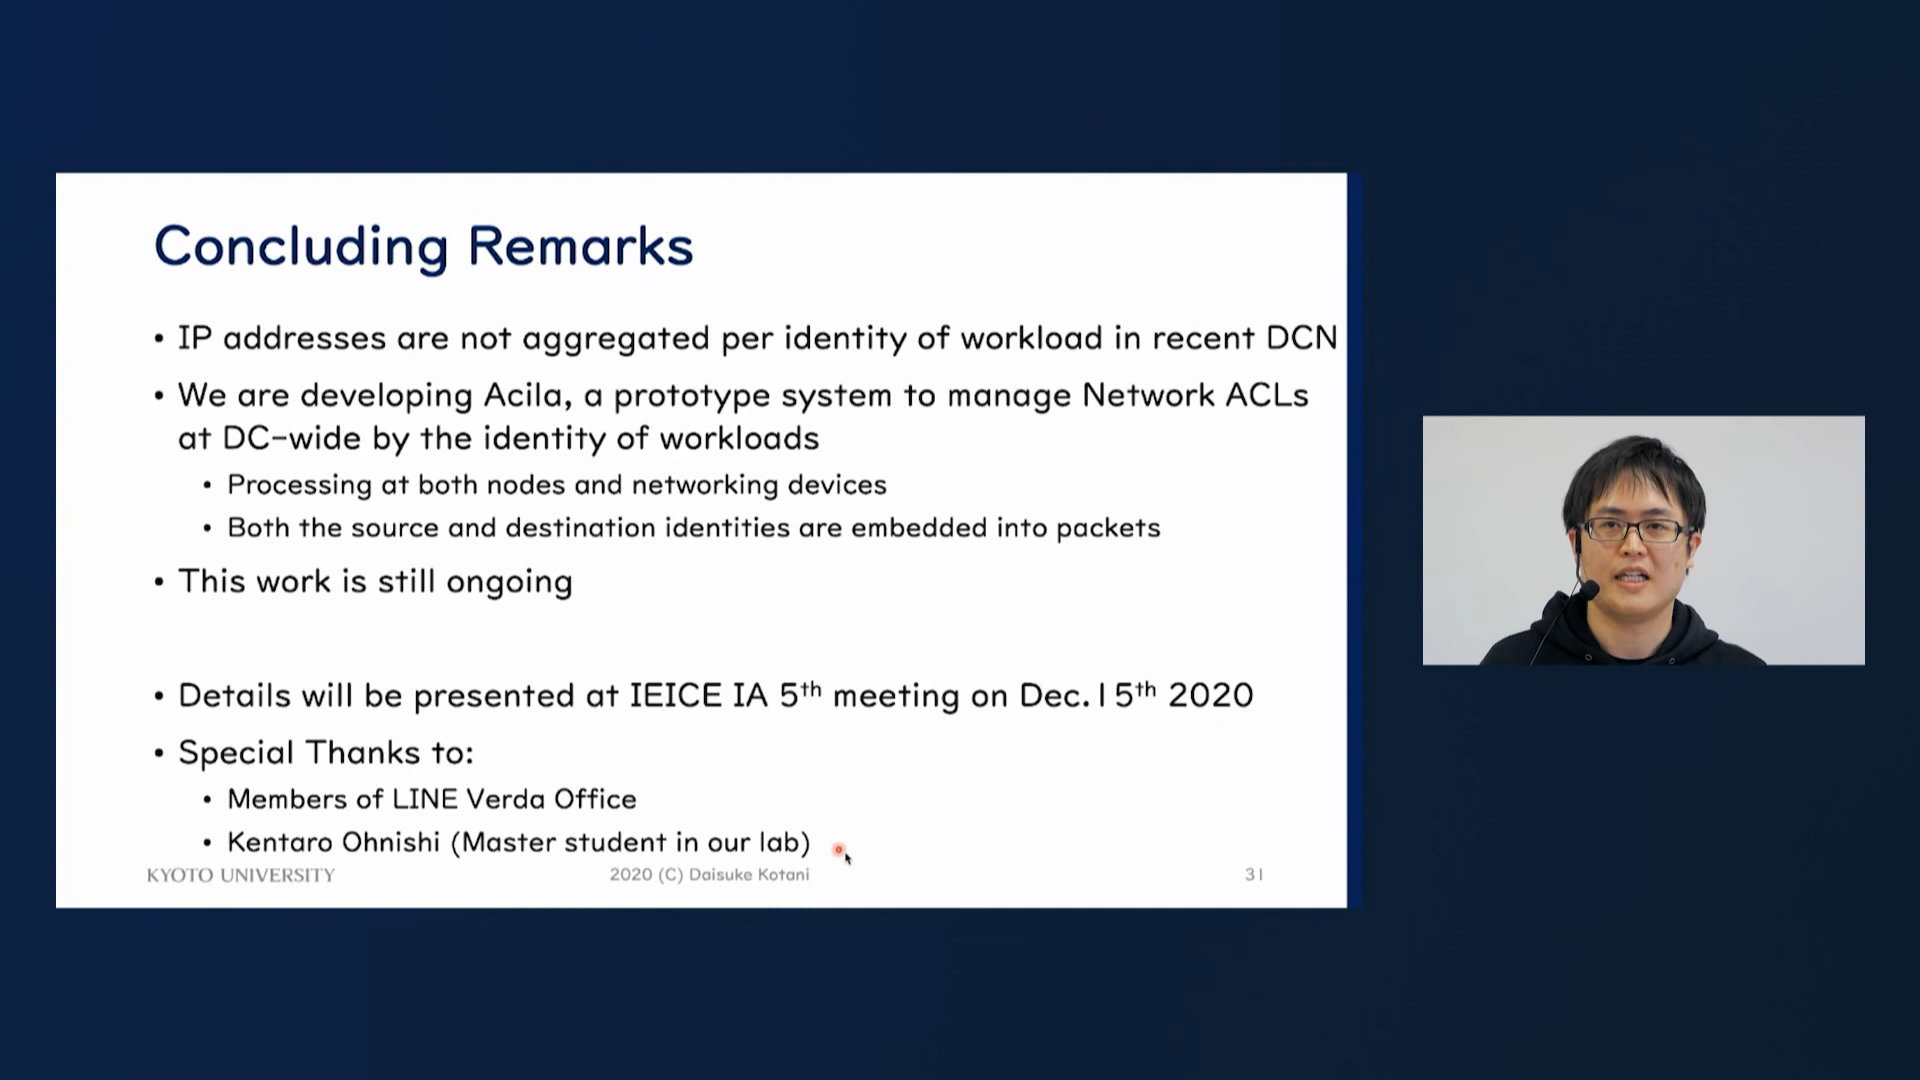 Concluding Remarks
• IP addresses are not aggregated per identity of workload in recent DCN
• We are developing Acila, a prototype system to manage Network ACLs
at DC-wide by the identity of workloads
• Processing at both nodes and networking devices
• Both the source and destination identities are embedded into packets
• This work is still ongoing
• Details will be presented at IEICE IA 5th meeting on Dec.15th 2020
• Special Thanks to:
• Members of LINE Verda Office
• Kentaro Ohnishi (Master student in our lab)
KYOTO UNIVERSITY 2020 (C) Daisuke Kotani 31